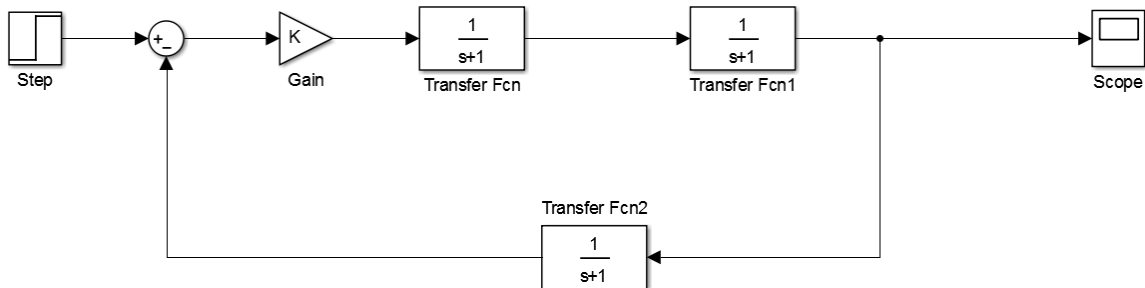 +
−
K
1
s+1
1
s+1
Step
Gain
Transfer Fcn
Transfer Fcn1
Scope
Transfer Fcn2
1
s+1